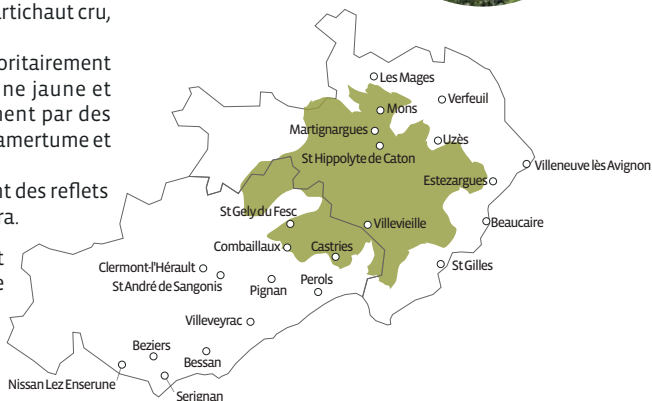 artichaut cru,
oritairement
ne jaune et
ent par des
amertume et
t des reflets
ra.
t
e
Les Mages
Verfeuil
Mons
Martignargues
Uzès
St Hippolyte de Caton
Villeneuve lès Avignon
Estezargues
St Gely du Fesc
Villevieille
Beaucaire
Combaillaux
Castries
Clermont-l'Hérault
St Gilles
St André de Sangonis
Pignan
Perols
Villeveyrac
Beziers
Bessan
Nissan Lez Enserune
Serignan